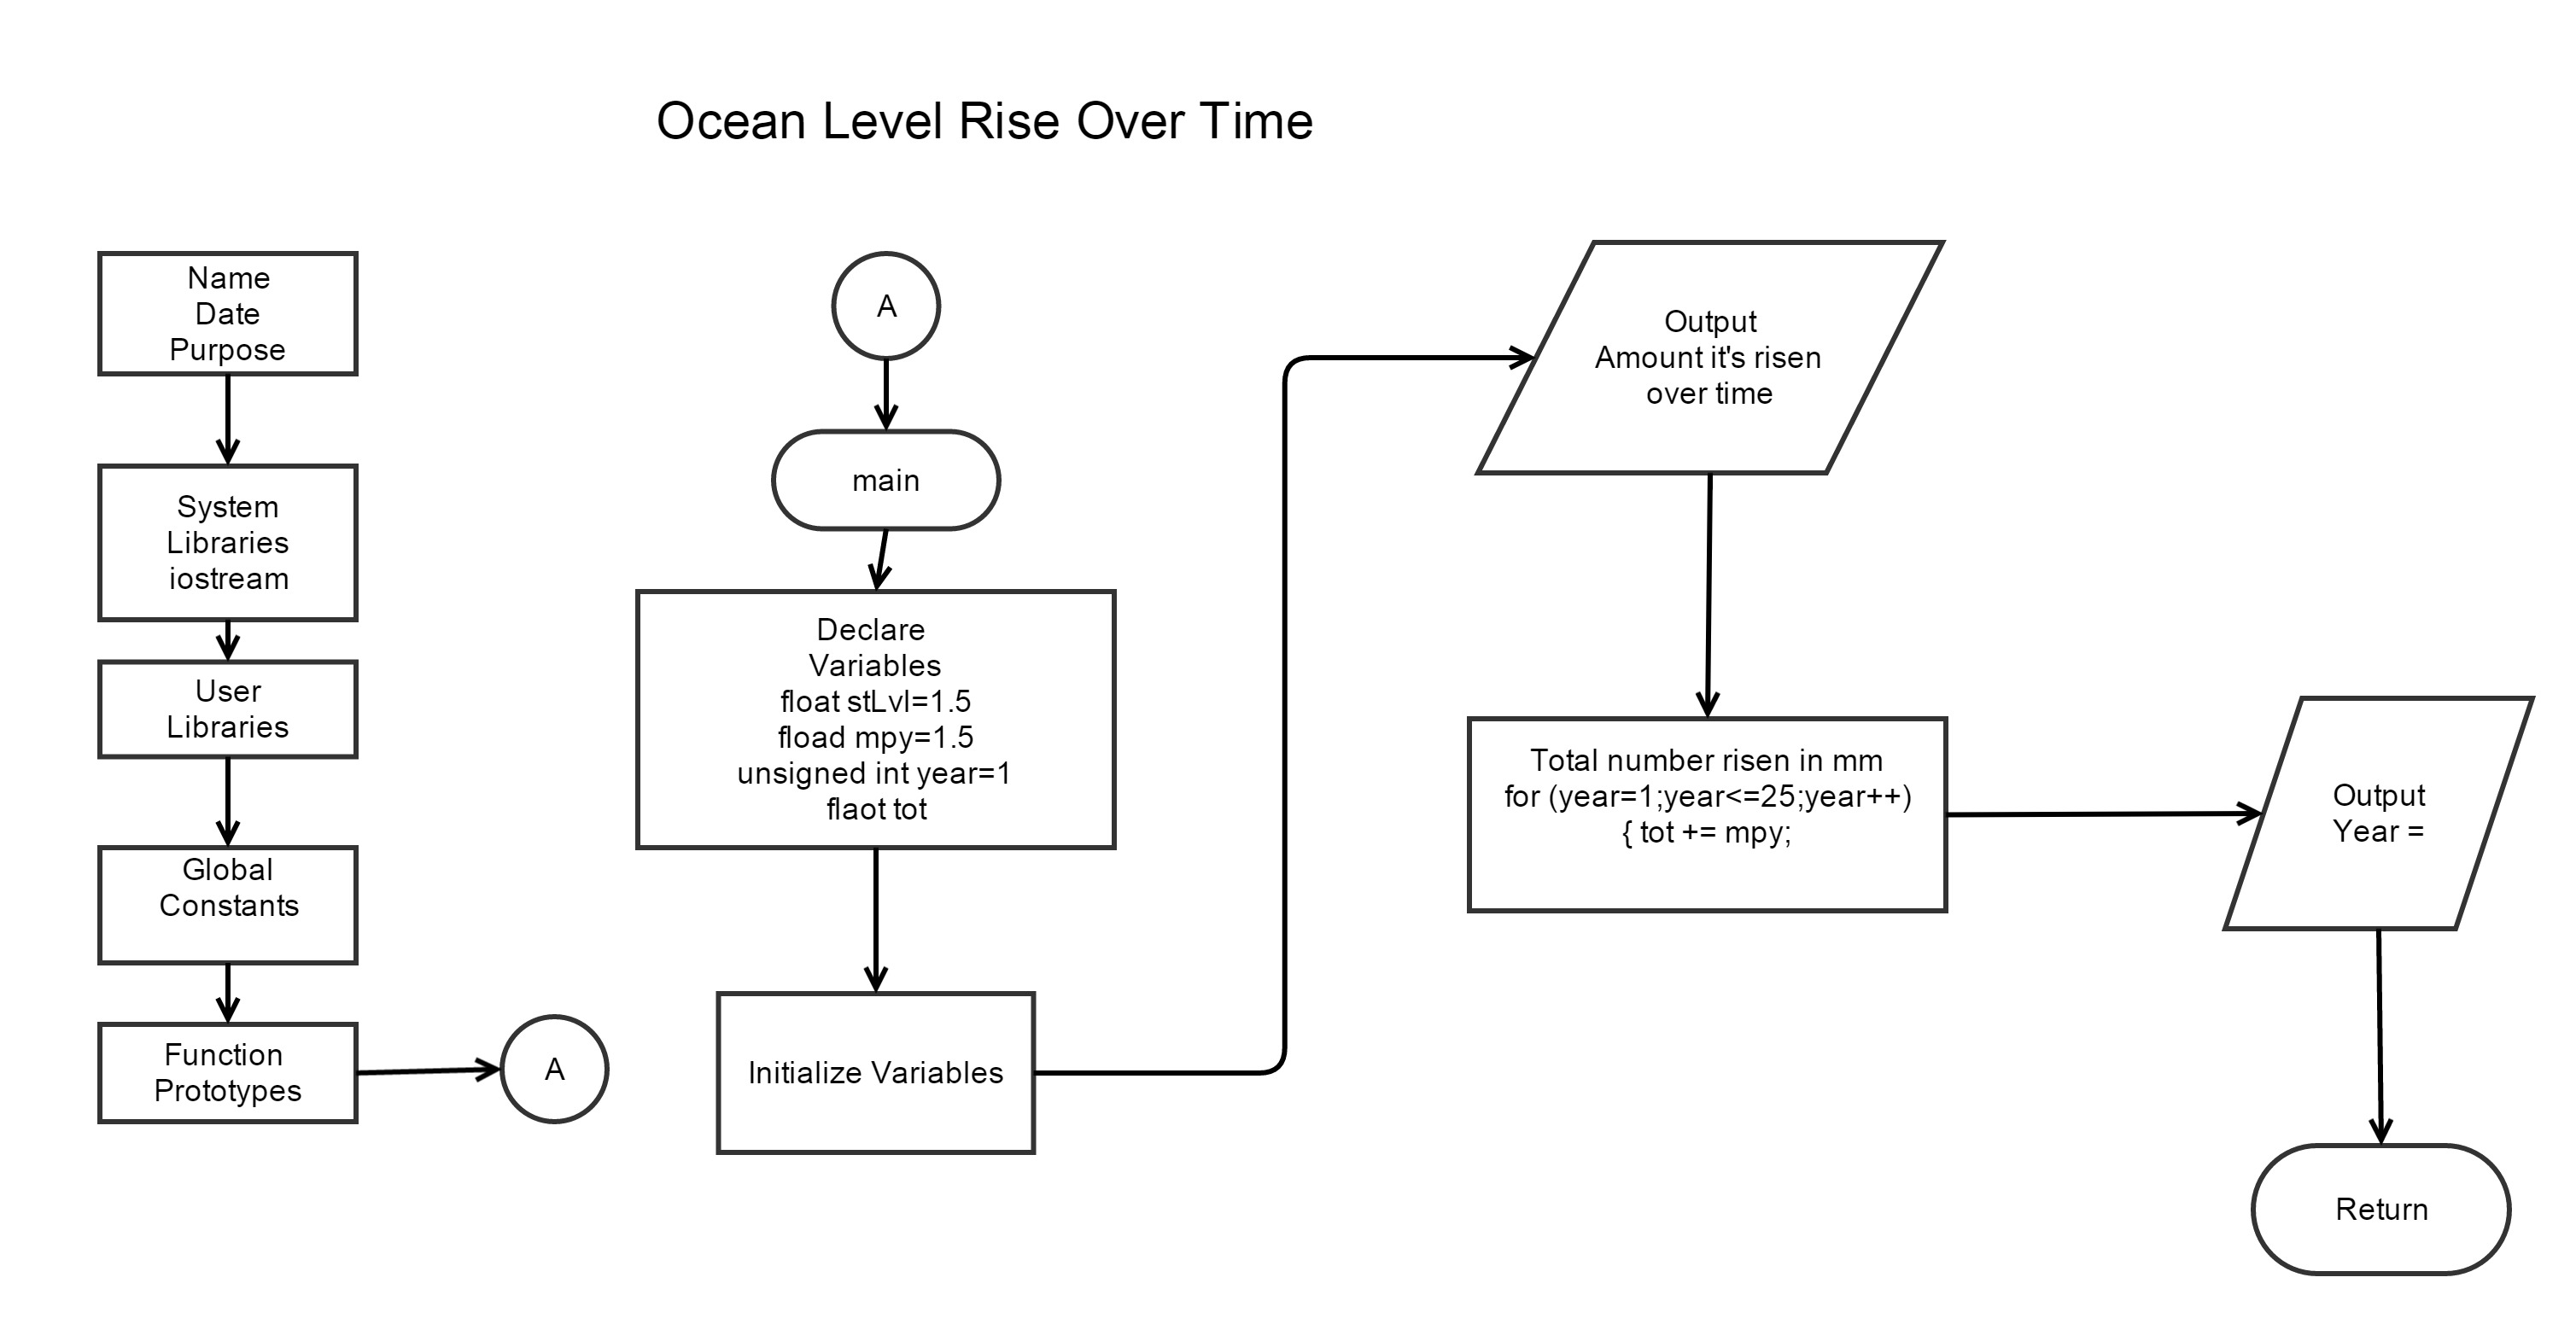 Ocean Level Rise Over Time
Name
Date
Purpose
System
Libraries
iostream
User
Libraries
Global
Constants
Function
Prototypes
A
A
main
Declare
Variables
float stLvl=1.5
fload mpy=1.5
unsigned int year=1
flaot tot
Initialize Variables
Output
Amount it's risen
over time
Total number risen in mm
for (year=1;year<=25;year++)
{ tot += mpy;
Output
Year =
Return